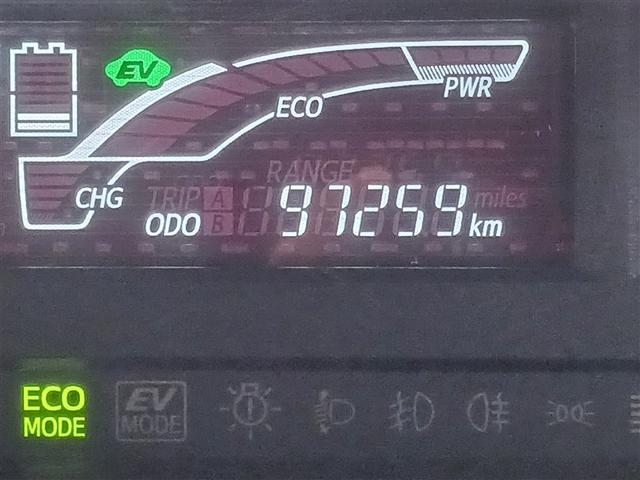 EV
PWR
ECO
RANGE
CHG
TRIP A
B
miles
ODO 97259 km
ECO
MODE
EV
MODE